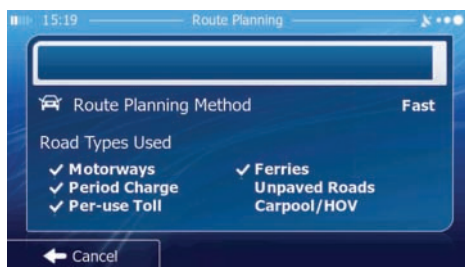 15:19 Route Planning
Route Planning Method Fast
Road Types Used
Motorways Ferries
Period Charge Unpaved Roads
Per-use Toll Carpool/HOV
Cancel